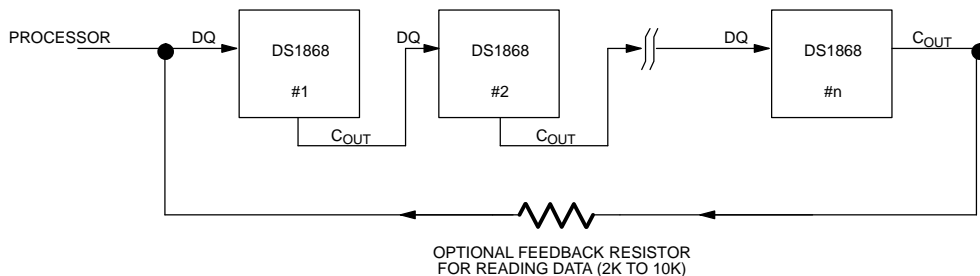 PROCESSOR
DQ
DS1868
#1
COUT
DQ
DS1868
#2
COUT
DQ
DS1868
#n
COUT
OPTIONAL FEEDBACK RESISTOR
FOR READING DATA (2K TO 10K)